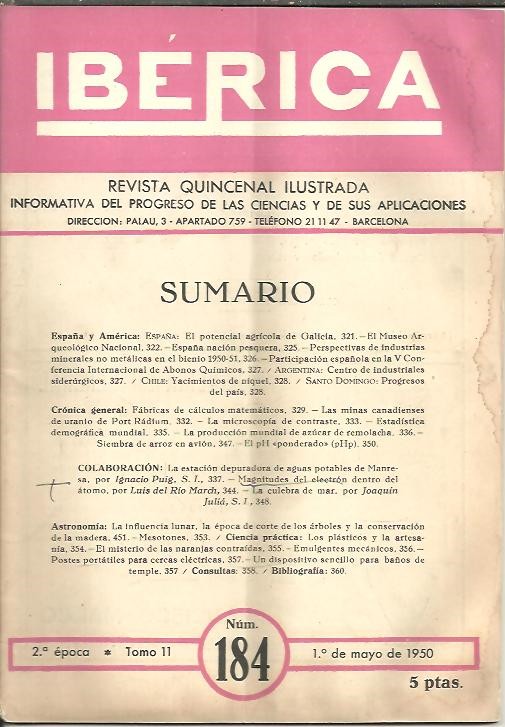 IBÉRICA
REVISTA QUINCENAL ILUSTRADA
INFORMATIVA DEL PROGRESO DE LAS CIENCIAS Y DE SUS APLICACIONES
DIRECCION: PALAU, 3 - APARTADO 759 - TELÉFONO 21 11 47 - BARCELONA
SUMARIO
España y América: ESPAÑA: El potencial agrícola de Galicia, 321. — El Museo Ar-
queológico Nacional, 322. — España nación pesquera, 325. — Perspectivas de industrias
minerales no metálicas en el bienio 1950-51, 326. — Participación española en la V Con-
ferencia Internacional de Abonos Químicos, 327. / ARGENTINA: Centro de industriales
siderúrgicos, 327. / CHILE: Yacimientos de níquel, 328. / SANTO DOMINGO: Progresos
del país, 328.
Crónica general: Fábricas de cálculos matemáticos, 329. — Las minas canadienses
de uranio de Port Rádium, 332. — La microscopía de contraste, 333. — Estadística
demográfica mundial, 335. — La producción mundial de azúcar de remolacha, 336. —
Siembra de arroz en avión, 347. — El pH «ponderado» (pHp), 350.
COLABORACIÓN: La estación depuradora de aguas potables de Manre-
sa, por Ignacio Puig, S. I., 337. — Magnitudes del electrón dentro del
átomo, por Luis del Río March, 344. — La culebra de mar, por Joaquín
Juliá, S. I., 348.
Astronomía: La influencia lunar, la época de corte de los árboles y la conservación
de la madera, 451. — Mesotones, 353. / Ciencia práctica: Los plásticos y la artesa-
nía, 354. — El misterio de las naranjas contraídas, 355. — Emulgentes mecánicos, 356. —
Postes portátiles para cercas eléctricas, 357. — Un dispositivo sencillo para baños de
temple, 357 / Consultas: 358. / Bibliografía: 360.
2.ª época * Tomo 11
Núm.
184
1.º de mayo de 1950
5 ptas.